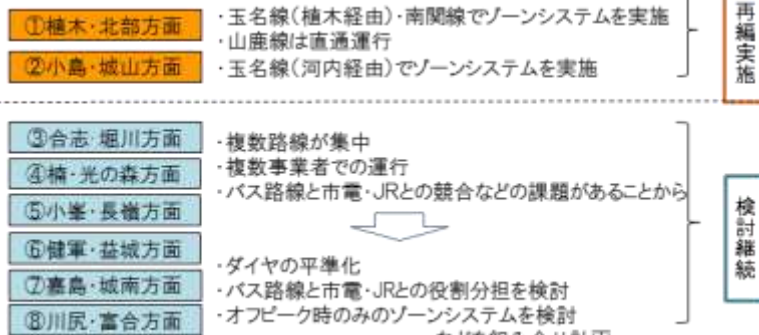 ①植木・北部方面
・玉名線(植木経由)・南関線でゾーンシステムを実施
・山鹿線は直通運行
②小島・城山方面
・玉名線(河内経由)でゾーンシステムを実施
再編実施
③合志・堀川方面
・複数路線が集中
④楠・光の森方面
・複数事業者での運行
・バス路線と市電・JRとの競合などの課題があることから
⑤小峯・長嶺方面
⑥健軍・益城方面
・ダイヤの平準化
⑦嘉島・城南方面
・バス路線と市電・JRとの役割分担を検討
⑧川尻・富合方面
・オフピーク時のみのゾーンシステムを検討
検討継続